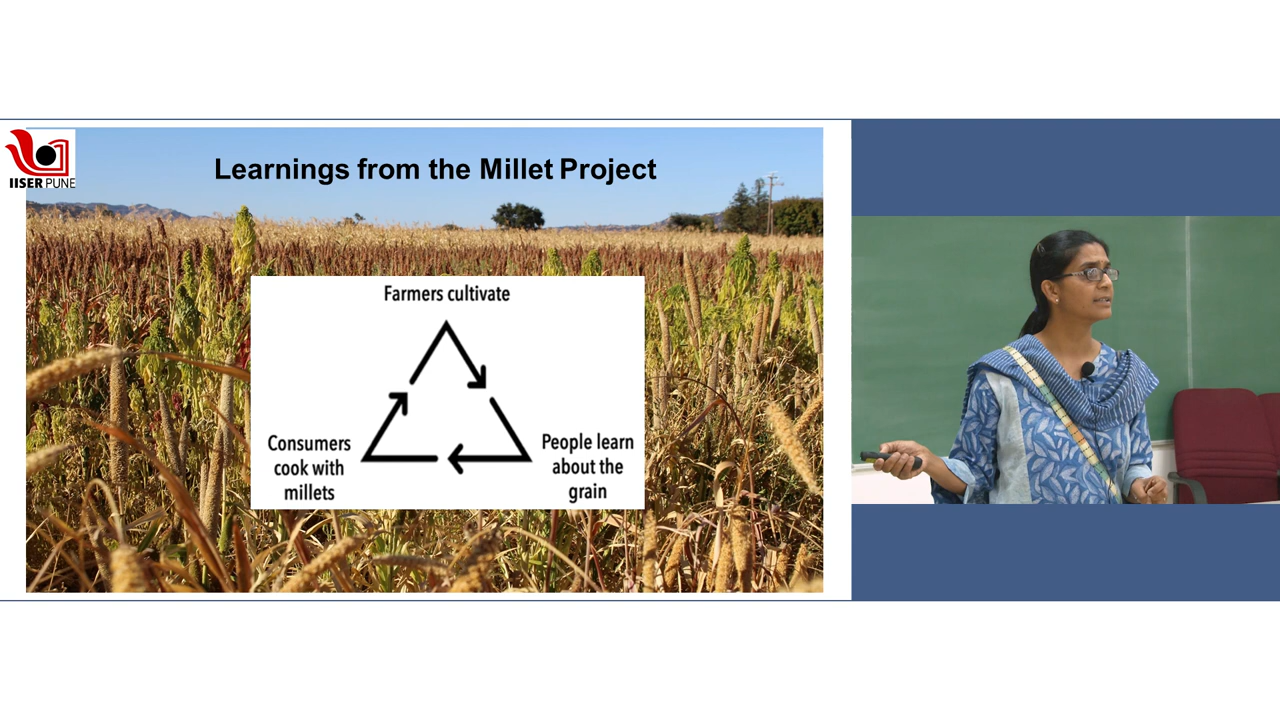 IISER PUNE
Learnings from the Millet Project
Farmers cultivate
Consumers
cook with
millets
People learn
about the
grain